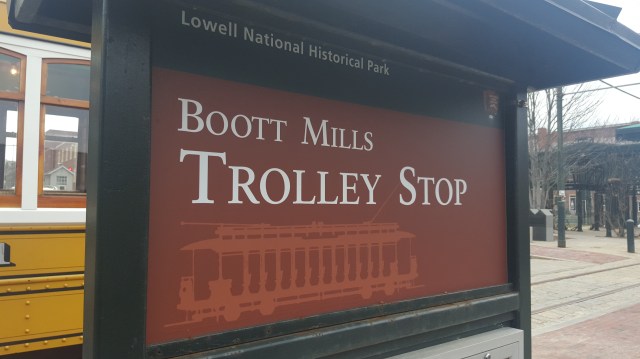 Lowell National Historical Park
Boott Mills
Trolley Stop